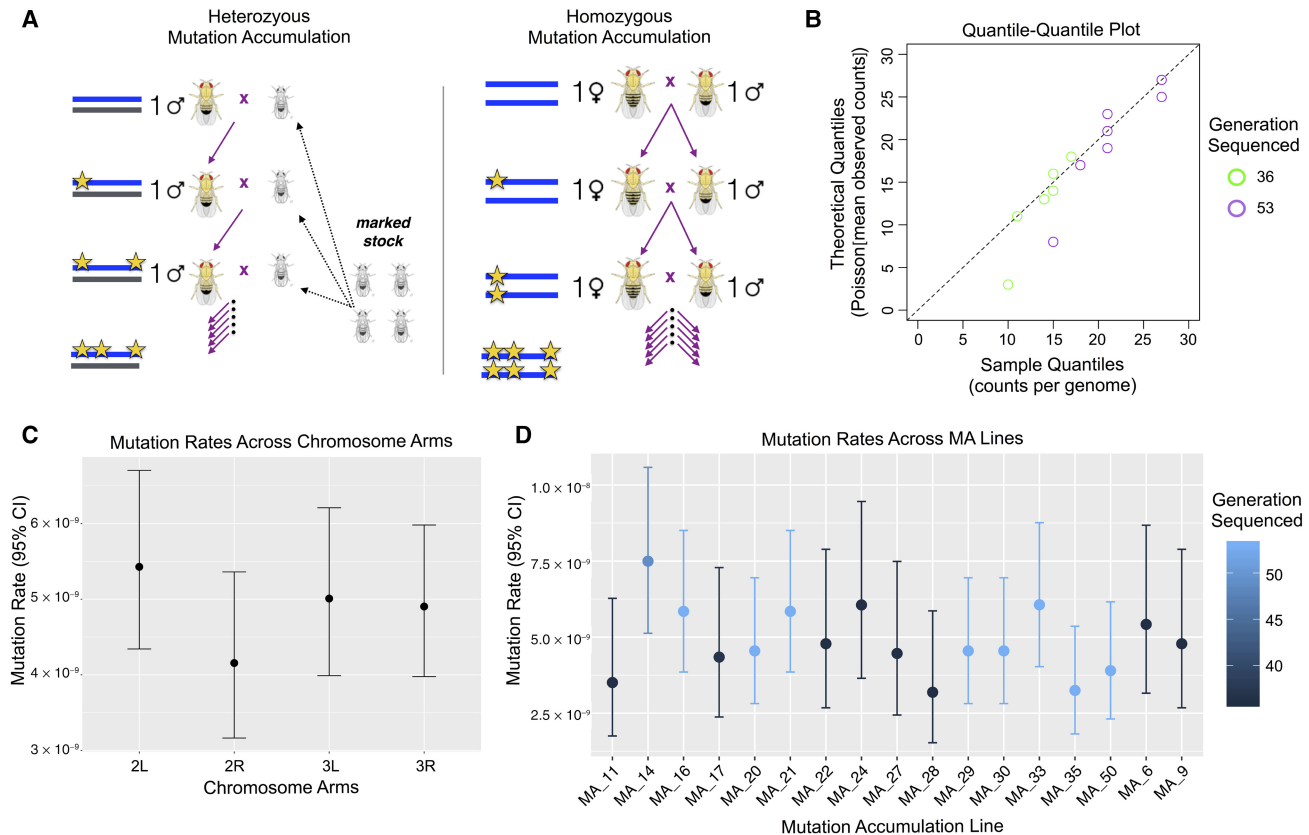 A
Heterozyous
Mutation Accumulation
1♂
x
1♂
x
1♂
x
marked
stock
Homozygous
Mutation Accumulation
1♀
x
1♂
1♀
x
1♂
1♀
x
1♂
B
Quantile-Quantile Plot
Theoretical Quantiles
(Poisson[mean observed counts])
30
25
20
15
10
5
0
0
5
10
15
20
25
30
Sample Quantiles
(counts per genome)
Generation
Sequenced
36
53
C
Mutation Rates Across Chromosome Arms
Mutation Rate (95% CI)
6 × 10⁻⁹
5 × 10⁻⁹
4 × 10⁻⁹
3 × 10⁻⁹
2L
2R
3L
3R
Chromosome Arms
D
Mutation Rates Across MA Lines
Mutation Rate (95% CI)
1.0 × 10⁻⁸
7.5 × 10⁻⁹
5.0 × 10⁻⁹
2.5 × 10⁻⁹
MA_11
MA_14
MA_16
MA_17
MA_20
MA_21
MA_22
MA_24
MA_27
MA_28
MA_29
MA_30
MA_33
MA_35
MA_50
MA_6
MA_9
Mutation Accumulation Line
Generation
Sequenced
50
45
40